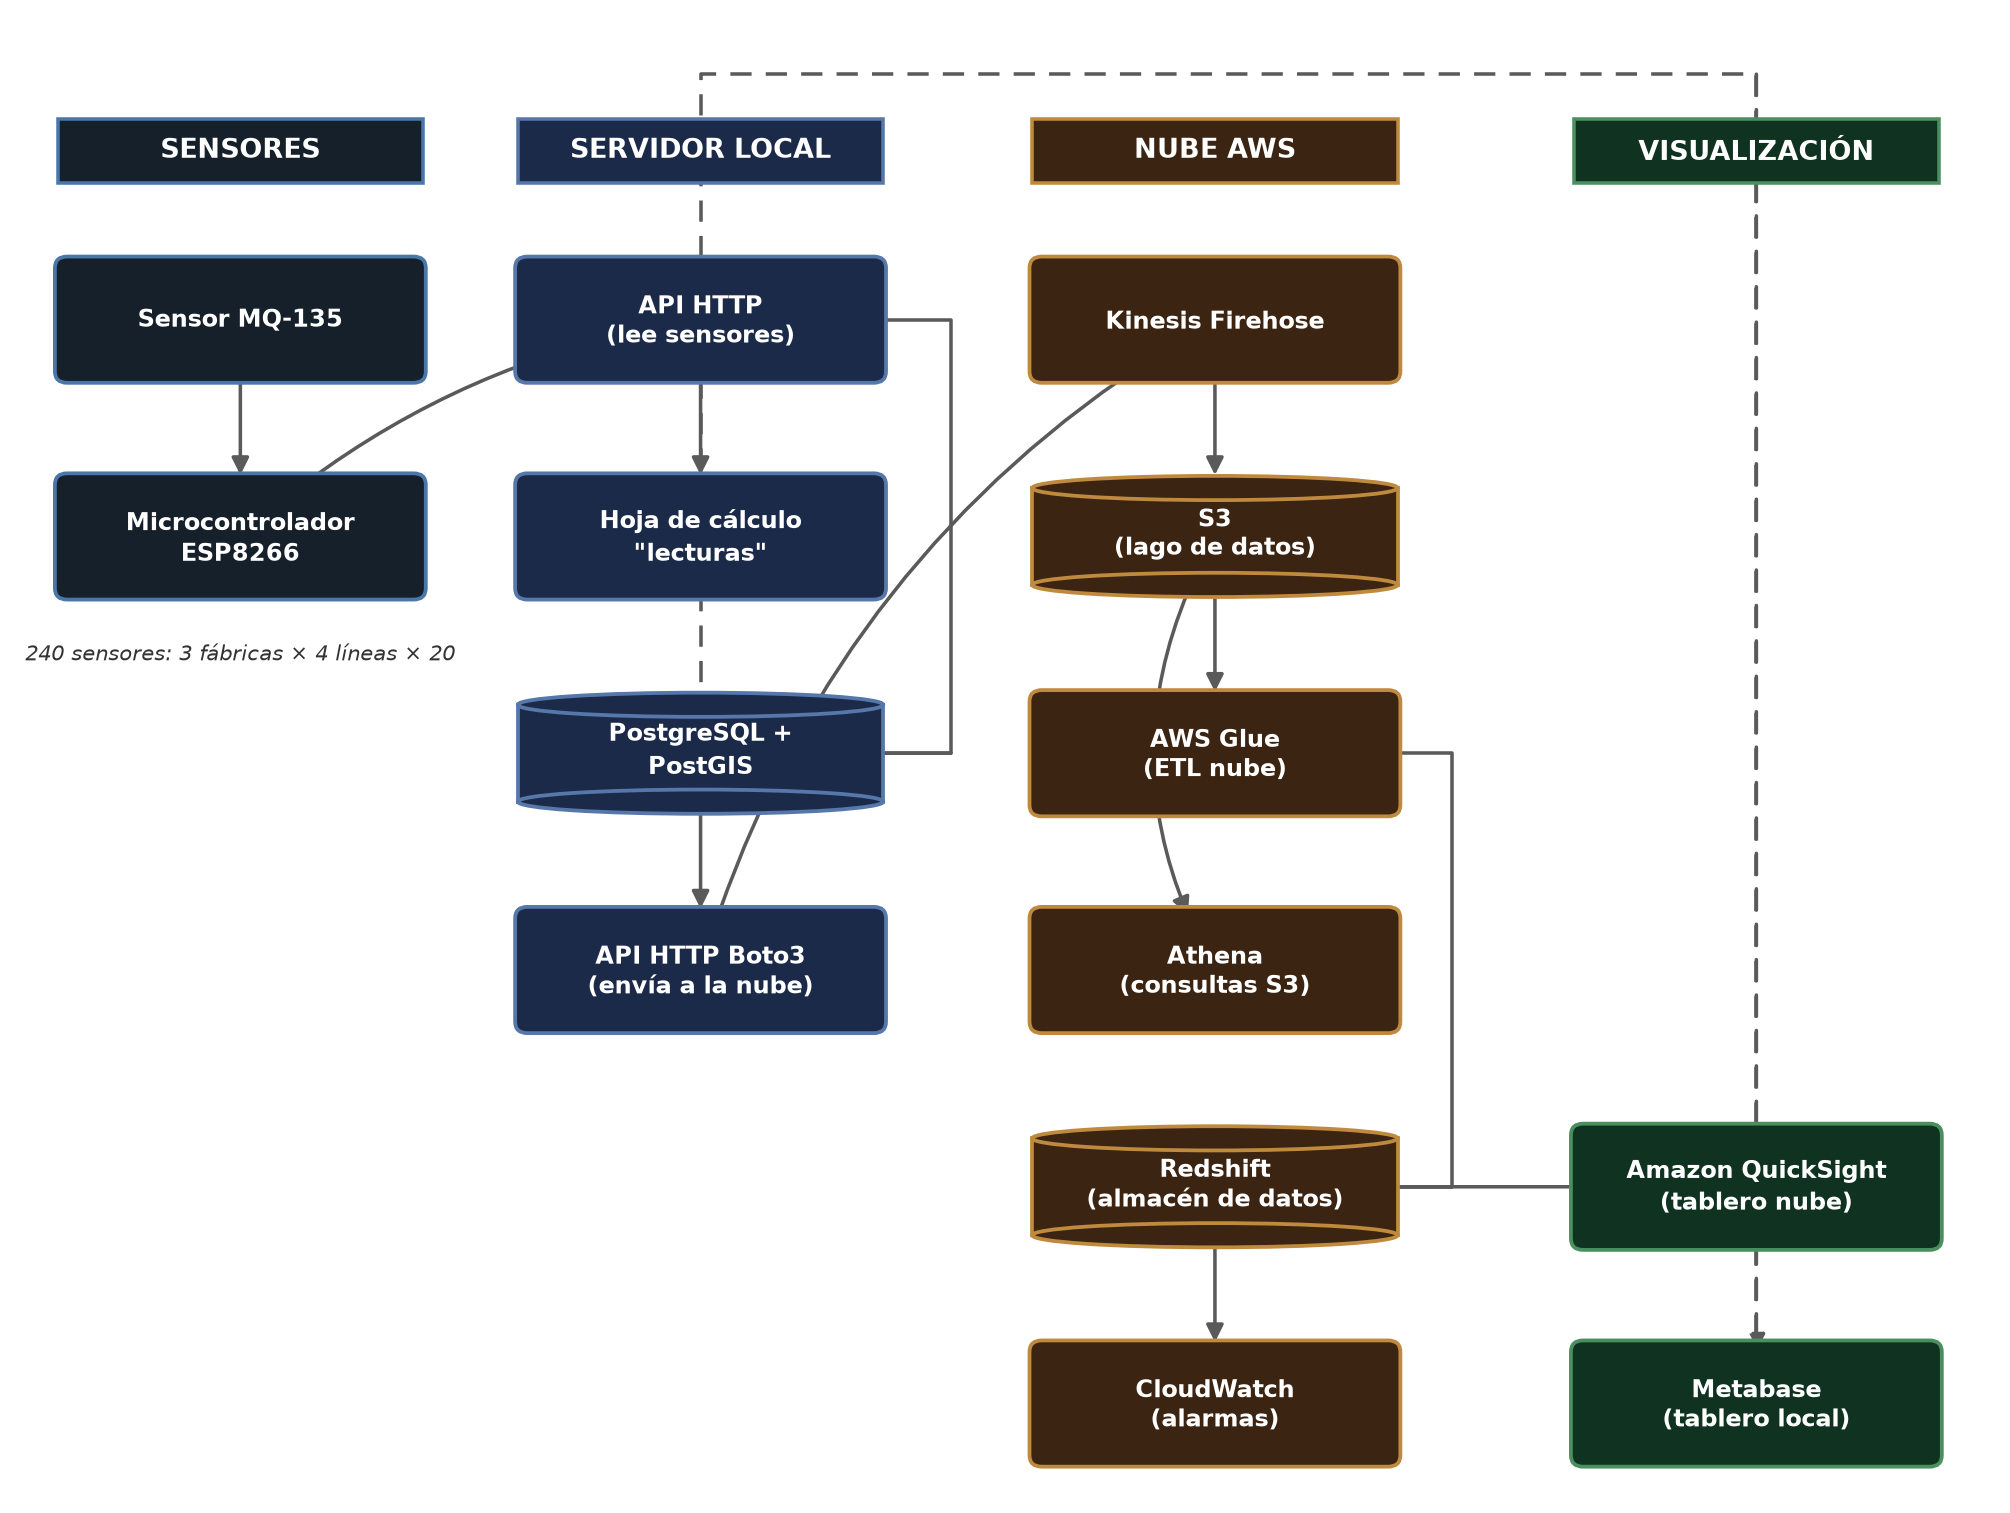 SENSORES
SERVIDOR LOCAL
NUBE AWS
VISUALIZACIÓN
Sensor MQ-135
API HTTP
(lee sensores)
Kinesis Firehose
Microcontrolador
ESP8266
Hoja de cálculo
"lecturas"
S3
(lago de datos)
240 sensores: 3 fábricas × 4 líneas × 20
PostgreSQL +
PostGIS
AWS Glue
(ETL nube)
API HTTP Boto3
(envía a la nube)
Athena
(consultas S3)
Redshift
(almacén de datos)
Amazon QuickSight
(tablero nube)
CloudWatch
(alarmas)
Metabase
(tablero local)